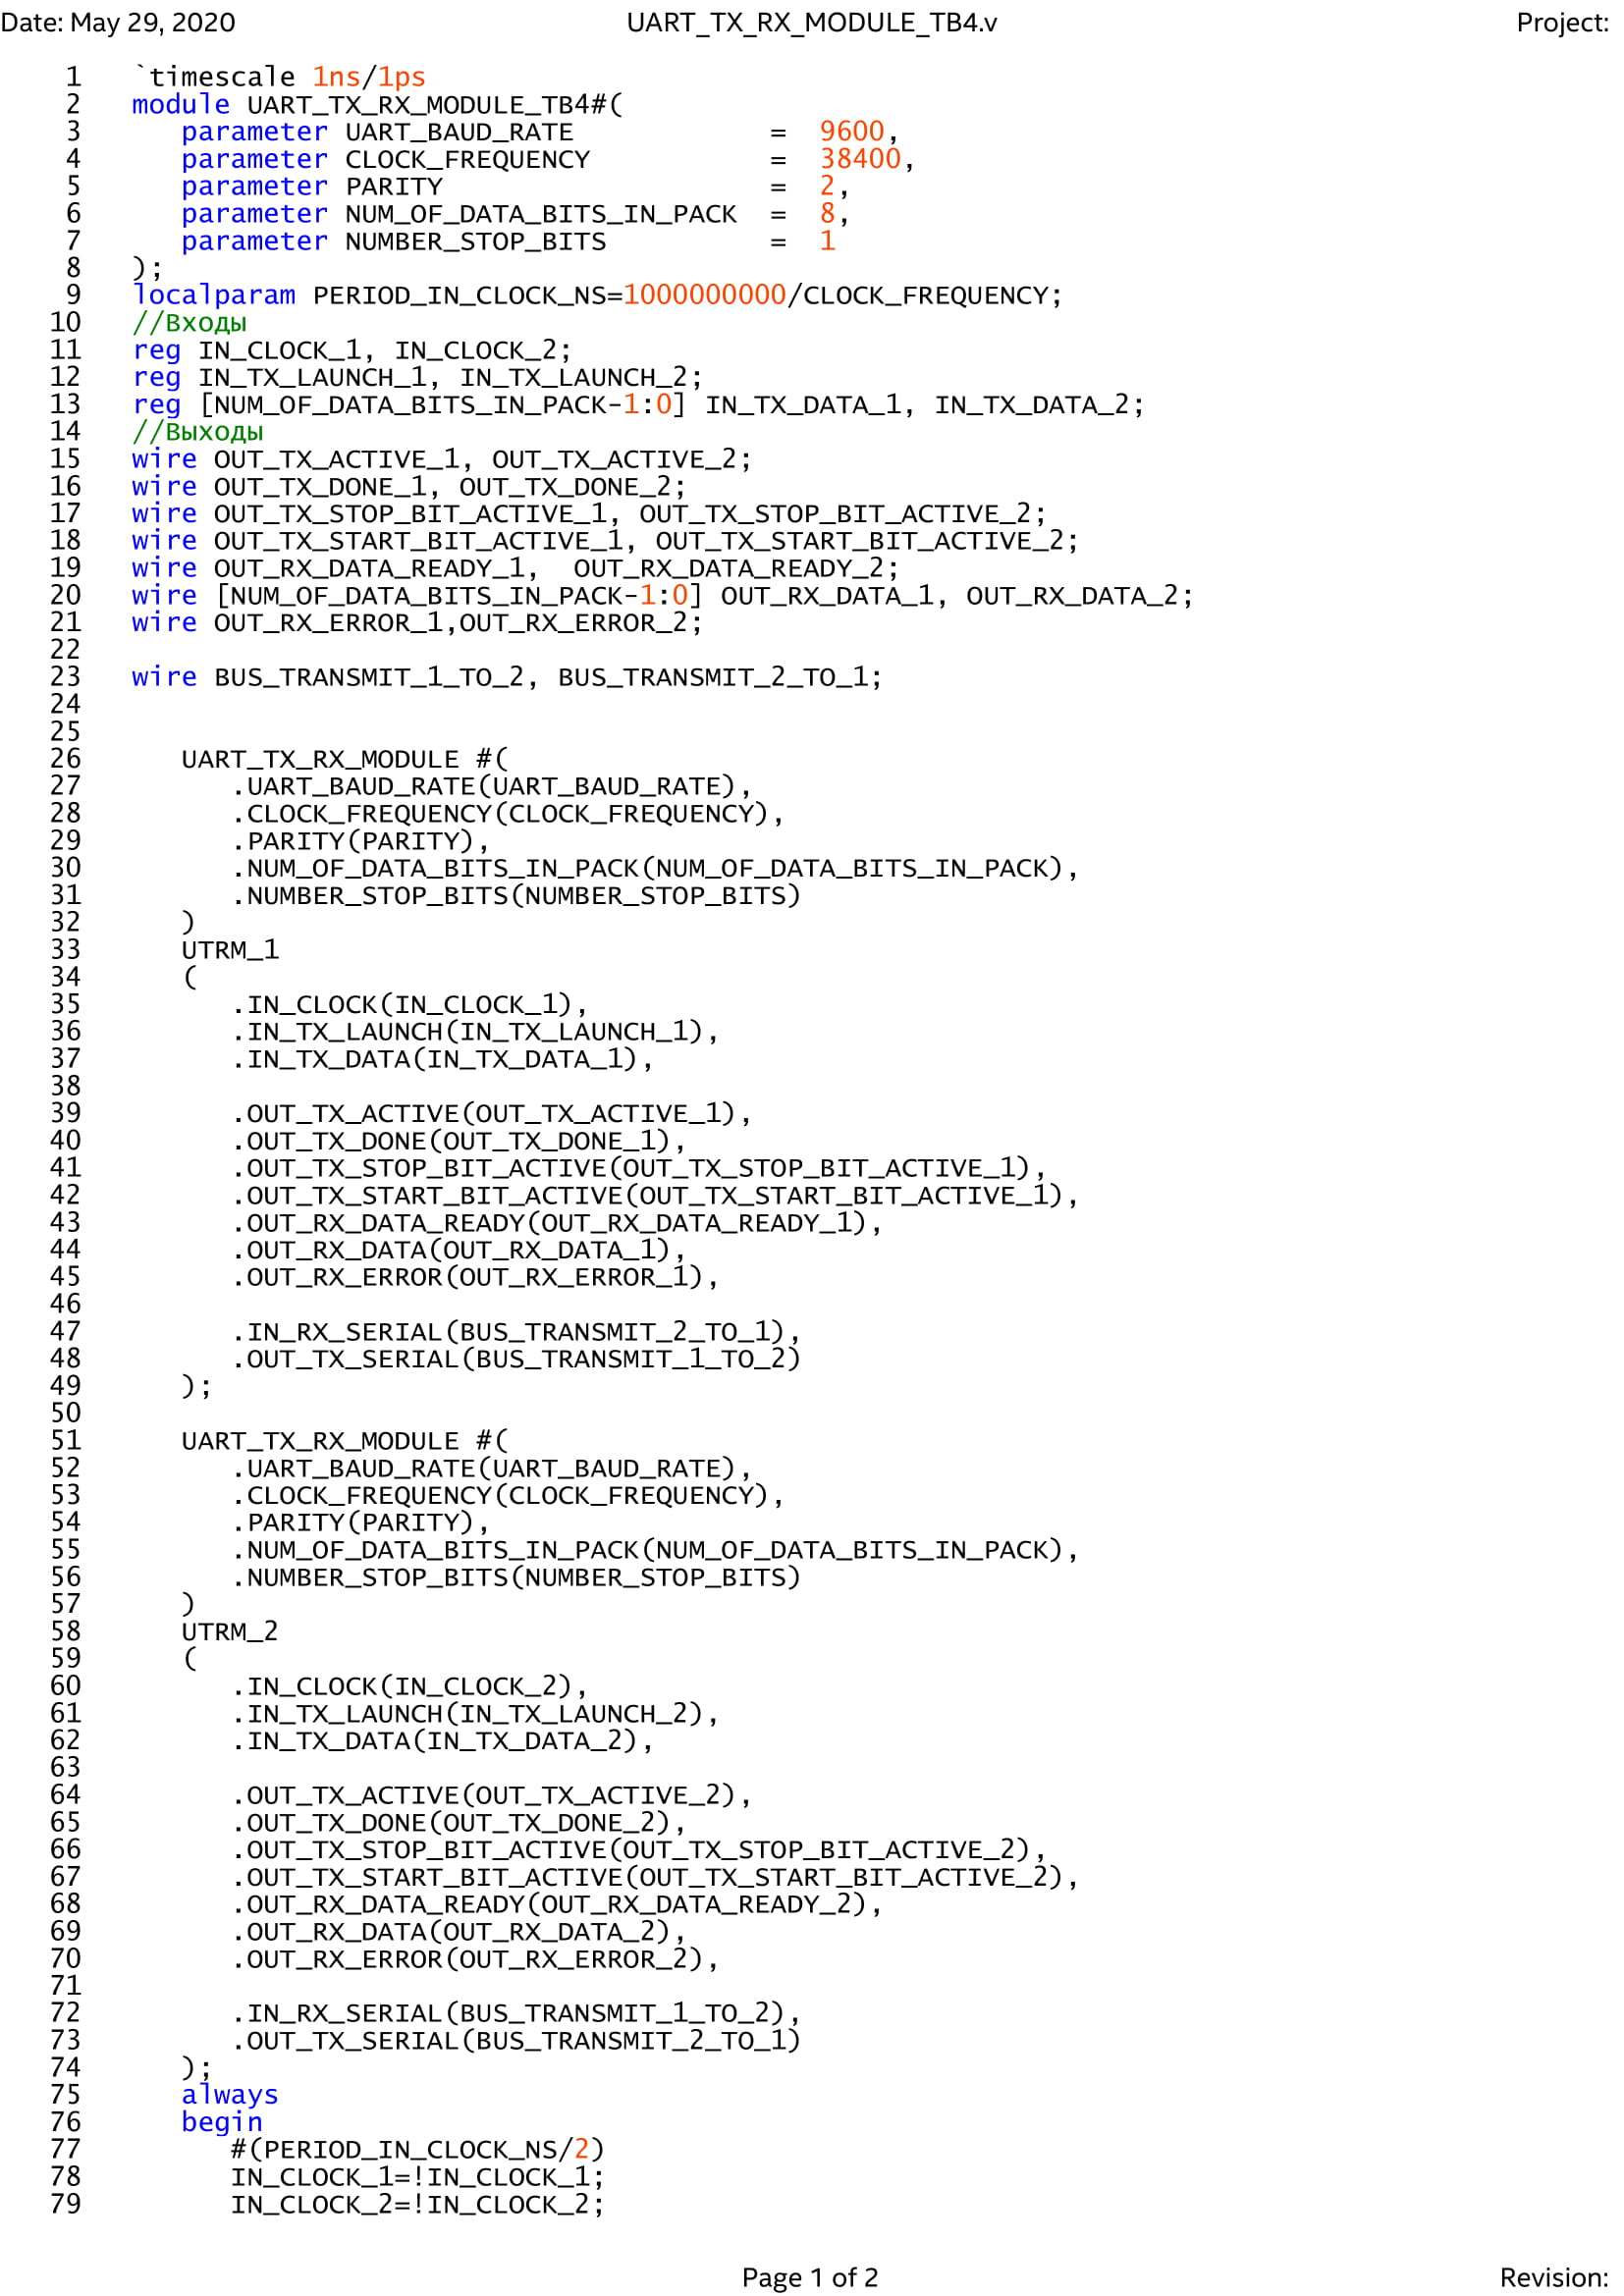 Date: May 29, 2020 UART_TX_RX_MODULE_TB4.v Project:
1 `timescale 1ns/1ps
2 module UART_TX_RX_MODULE_TB4#(
3 parameter UART_BAUD_RATE = 9600,
4 parameter CLOCK_FREQUENCY = 38400,
5 parameter PARITY = 2,
6 parameter NUM_OF_DATA_BITS_IN_PACK = 8,
7 parameter NUMBER_STOP_BITS = 1
8 );
9 localparam PERIOD_IN_CLOCK_NS=1000000000/CLOCK_FREQUENCY;
10 //Входы
11 reg IN_CLOCK_1, IN_CLOCK_2;
12 reg IN_TX_LAUNCH_1, IN_TX_LAUNCH_2;
13 reg [NUM_OF_DATA_BITS_IN_PACK-1:0] IN_TX_DATA_1, IN_TX_DATA_2;
14 //Выходы
15 wire OUT_TX_ACTIVE_1, OUT_TX_ACTIVE_2;
16 wire OUT_TX_DONE_1, OUT_TX_DONE_2;
17 wire OUT_TX_STOP_BIT_ACTIVE_1, OUT_TX_STOP_BIT_ACTIVE_2;
18 wire OUT_TX_START_BIT_ACTIVE_1, OUT_TX_START_BIT_ACTIVE_2;
19 wire OUT_RX_DATA_READY_1, OUT_RX_DATA_READY_2;
20 wire [NUM_OF_DATA_BITS_IN_PACK-1:0] OUT_RX_DATA_1, OUT_RX_DATA_2;
21 wire OUT_RX_ERROR_1,OUT_RX_ERROR_2;
22
23 wire BUS_TRANSMIT_1_TO_2, BUS_TRANSMIT_2_TO_1;
24
25
26 UART_TX_RX_MODULE #(
27 .UART_BAUD_RATE(UART_BAUD_RATE),
28 .CLOCK_FREQUENCY(CLOCK_FREQUENCY),
29 .PARITY(PARITY),
30 .NUM_OF_DATA_BITS_IN_PACK(NUM_OF_DATA_BITS_IN_PACK),
31 .NUMBER_STOP_BITS(NUMBER_STOP_BITS)
32 )
33 UTRM_1
34 (
35 .IN_CLOCK(IN_CLOCK_1),
36 .IN_TX_LAUNCH(IN_TX_LAUNCH_1),
37 .IN_TX_DATA(IN_TX_DATA_1),
38
39 .OUT_TX_ACTIVE(OUT_TX_ACTIVE_1),
40 .OUT_TX_DONE(OUT_TX_DONE_1),
41 .OUT_TX_STOP_BIT_ACTIVE(OUT_TX_STOP_BIT_ACTIVE_1),
42 .OUT_TX_START_BIT_ACTIVE(OUT_TX_START_BIT_ACTIVE_1),
43 .OUT_RX_DATA_READY(OUT_RX_DATA_READY_1),
44 .OUT_RX_DATA(OUT_RX_DATA_1),
45 .OUT_RX_ERROR(OUT_RX_ERROR_1),
46
47 .IN_RX_SERIAL(BUS_TRANSMIT_2_TO_1),
48 .OUT_TX_SERIAL(BUS_TRANSMIT_1_TO_2)
49 );
50
51 UART_TX_RX_MODULE #(
52 .UART_BAUD_RATE(UART_BAUD_RATE),
53 .CLOCK_FREQUENCY(CLOCK_FREQUENCY),
54 .PARITY(PARITY),
55 .NUM_OF_DATA_BITS_IN_PACK(NUM_OF_DATA_BITS_IN_PACK),
56 .NUMBER_STOP_BITS(NUMBER_STOP_BITS)
57 )
58 UTRM_2
59 (
60 .IN_CLOCK(IN_CLOCK_2),
61 .IN_TX_LAUNCH(IN_TX_LAUNCH_2),
62 .IN_TX_DATA(IN_TX_DATA_2),
63
64 .OUT_TX_ACTIVE(OUT_TX_ACTIVE_2),
65 .OUT_TX_DONE(OUT_TX_DONE_2),
66 .OUT_TX_STOP_BIT_ACTIVE(OUT_TX_STOP_BIT_ACTIVE_2),
67 .OUT_TX_START_BIT_ACTIVE(OUT_TX_START_BIT_ACTIVE_2),
68 .OUT_RX_DATA_READY(OUT_RX_DATA_READY_2),
69 .OUT_RX_DATA(OUT_RX_DATA_2),
70 .OUT_RX_ERROR(OUT_RX_ERROR_2),
71
72 .IN_RX_SERIAL(BUS_TRANSMIT_1_TO_2),
73 .OUT_TX_SERIAL(BUS_TRANSMIT_2_TO_1)
74 );
75 always
76 begin
77 #(PERIOD_IN_CLOCK_NS/2)
78 IN_CLOCK_1=!IN_CLOCK_1;
79 IN_CLOCK_2=!IN_CLOCK_2;
Page 1 of 2 Revision: